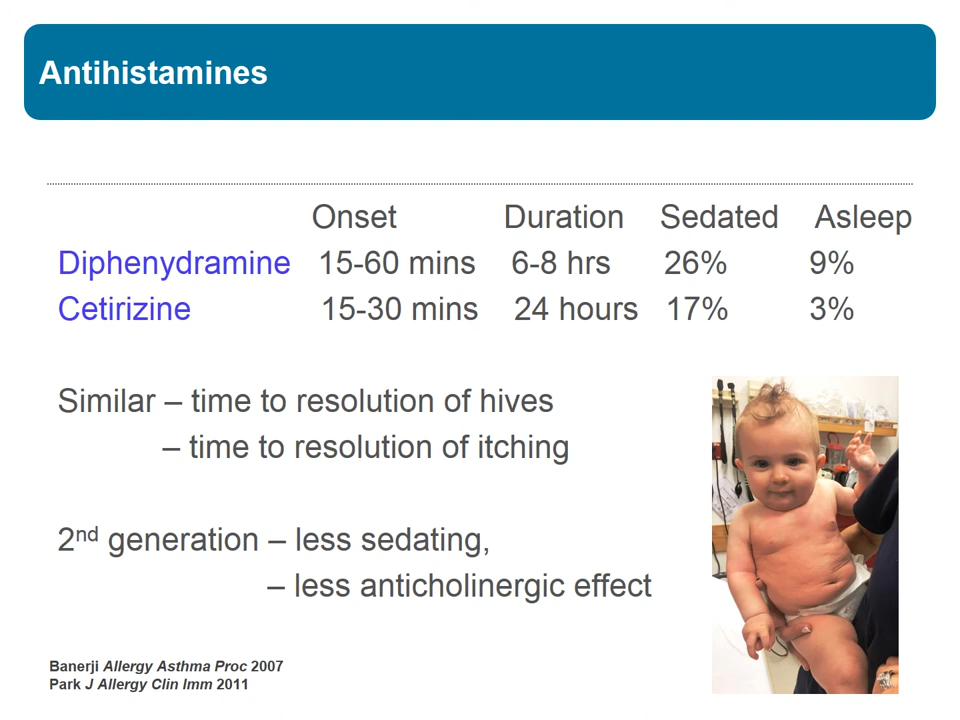 Antihistamines
Onset Duration Sedated Asleep
Diphenydramine 15-60 mins 6-8 hrs 26% 9%
Cetirizine 15-30 mins 24 hours 17% 3%
Similar – time to resolution of hives
– time to resolution of itching
2nd generation – less sedating,
– less anticholinergic effect
Banerji Allergy Asthma Proc 2007
Park J Allergy Clin Imm 2011